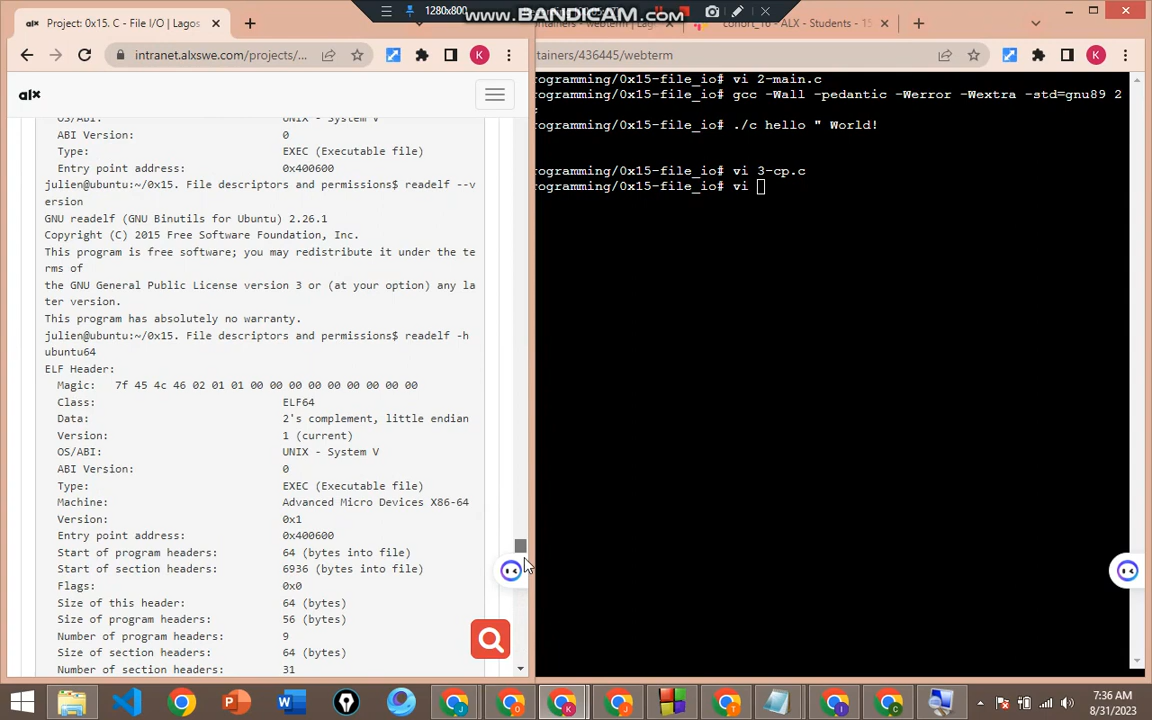 1280x800
www.BANDICAM.com
Project: 0x15. C - File I/O | Lagos
ntainers - webterm | Lag
cohort_16 - ALX - Students - 15
intranet.alxswe.com/projects/...
tainers/436445/webterm
alx
OS/ABI: UNIX - System V
ABI Version: 0
Type: EXEC (Executable file)
Entry point address: 0x400600
julien@ubuntu:~/0x15. File descriptors and permissions$ readelf --v
ersion
GNU readelf (GNU Binutils for Ubuntu) 2.26.1
Copyright (C) 2015 Free Software Foundation, Inc.
This program is free software; you may redistribute it under the te
rms of
the GNU General Public License version 3 or (at your option) any la
ter version.
This program has absolutely no warranty.
julien@ubuntu:~/0x15. File descriptors and permissions$ readelf -h
ubuntu64
ELF Header:
Magic: 7f 45 4c 46 02 01 01 00 00 00 00 00 00 00 00 00
Class: ELF64
Data: 2's complement, little endian
Version: 1 (current)
OS/ABI: UNIX - System V
ABI Version: 0
Type: EXEC (Executable file)
Machine: Advanced Micro Devices X86-64
Version: 0x1
Entry point address: 0x400600
Start of program headers: 64 (bytes into file)
Start of section headers: 6936 (bytes into file)
Flags: 0x0
Size of this header: 64 (bytes)
Size of program headers: 56 (bytes)
Number of program headers: 9
Size of section headers: 64 (bytes)
Number of section headers: 31
rogramming/0x15-file_io# vi 2-main.c
rogramming/0x15-file_io# gcc -Wall -pedantic -Werror -Wextra -std=gnu89 2
rogramming/0x15-file_io# ./c hello " World!
rogramming/0x15-file_io# vi 3-cp.c
rogramming/0x15-file_io# vi
7:36 AM
8/31/2023